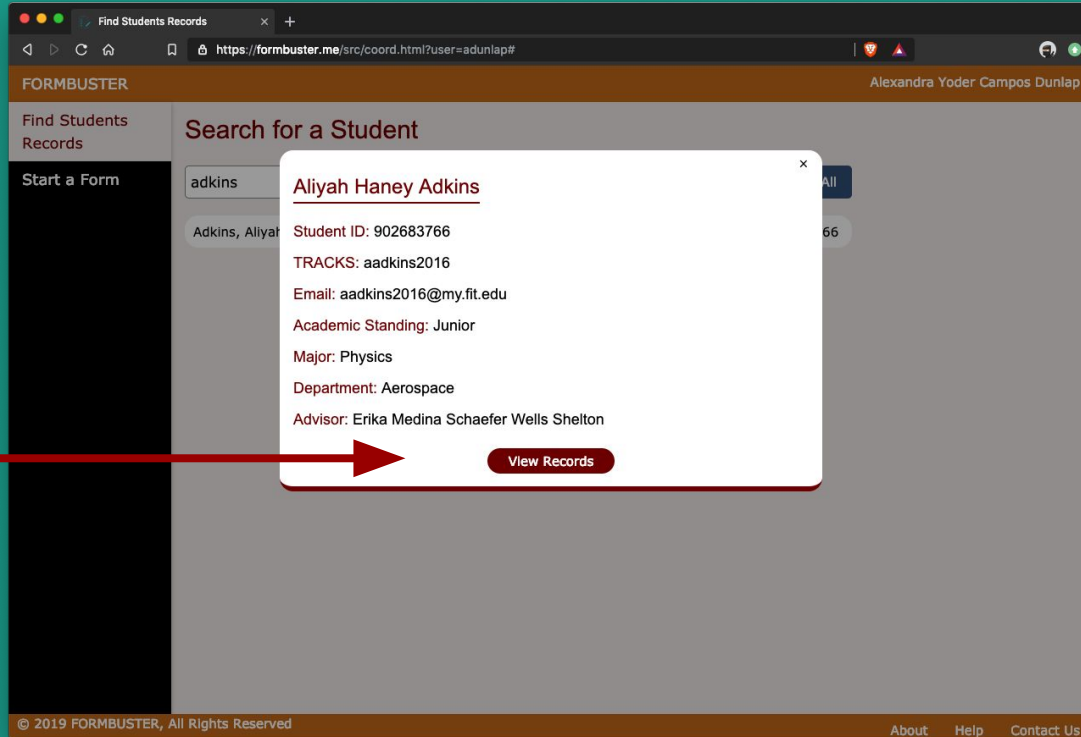 Find Students Records × +
https://formbuster.me/src/coord.html?user=adunlap#
FORMBUSTER
Alexandra Yoder Campos Dunlap
Find Students
Records
Start a Form
Search for a Student
adkins
All
Adkins, Aliyah
66
×
Aliyah Haney Adkins
Student ID: 902683766
TRACKS: aadkins2016
Email: aadkins2016@my.fit.edu
Academic Standing: Junior
Major: Physics
Department: Aerospace
Advisor: Erika Medina Schaefer Wells Shelton
View Records
© 2019 FORMBUSTER, All Rights Reserved
About Help Contact Us